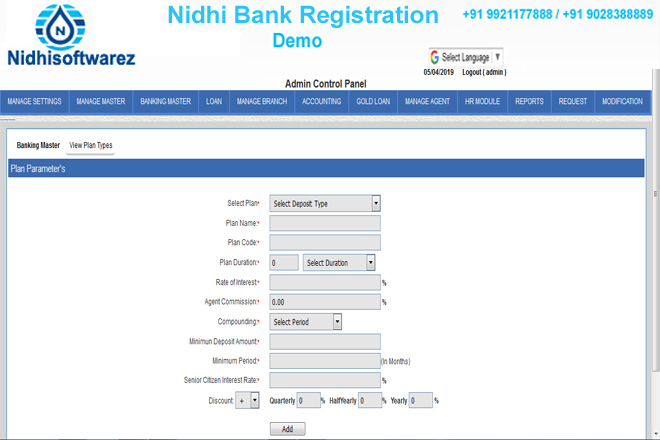 Nidhi Bank Registration
+91 9921177888 / +91 9028388889
Demo
Nidhisoftwarez
G Select Language ▼
05/04/2019 Logout ( admin )
Admin Control Panel
MANAGE SETTINGS MANAGE MASTER BANKING MASTER LOAN MANAGE BRANCH ACCOUNTING GOLD LOAN MANAGE AGENT HR MODULE REPORTS REQUEST MODIFICATION
Banking Master View Plan Types
Plan Parameter's
Select Plan* Select Deposit Type
Plan Name:*
Plan Code:*
Plan Duration:* 0 Select Duration
Rate of Interest:* %
Agent Commission:* 0.00 %
Compounding:* Select Period
Minimun Deposit Amount:*
Minimum Period:* (In Months)
Senior Citizen Interest Rate:* %
Discount: + Quarterly 0 % HalfYearly 0 % Yearly 0 %
Add